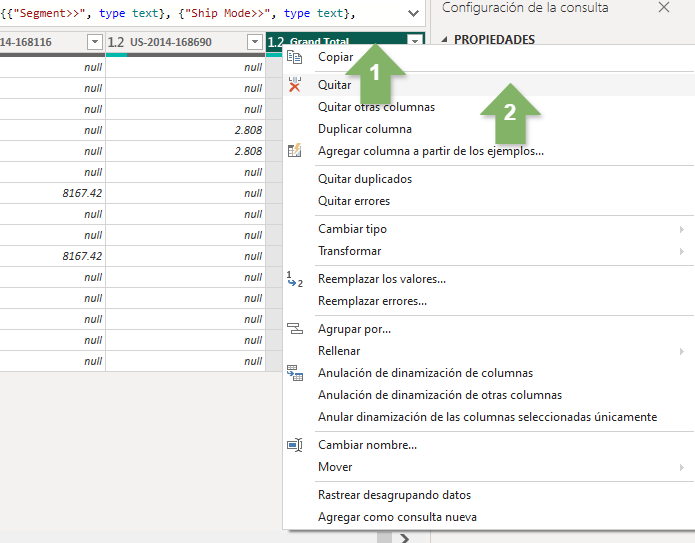 {{"Segment>>", type text}, {"Ship Mode>>", type text},
Configuración de la consulta
PROPIEDADES
14-168116 1.2 US-2014-168690 1.2 Grand Total
null null
null null
null null
null 2.808
null 2.808
null null
8167.42 null
null null
null null
8167.42 null
null null
null null
null null
null null
null null
Copiar
1
Quitar
2
Quitar otras columnas
Duplicar columna
Agregar columna a partir de los ejemplos...
Quitar duplicados
Quitar errores
Cambiar tipo
Transformar
1
2
Reemplazar los valores...
Reemplazar errores...
Agrupar por...
Rellenar
Anulación de dinamización de columnas
Anulación de dinamización de otras columnas
Anular dinamización de las columnas seleccionadas únicamente
Cambiar nombre...
Mover
Rastrear desagrupando datos
Agregar como consulta nueva